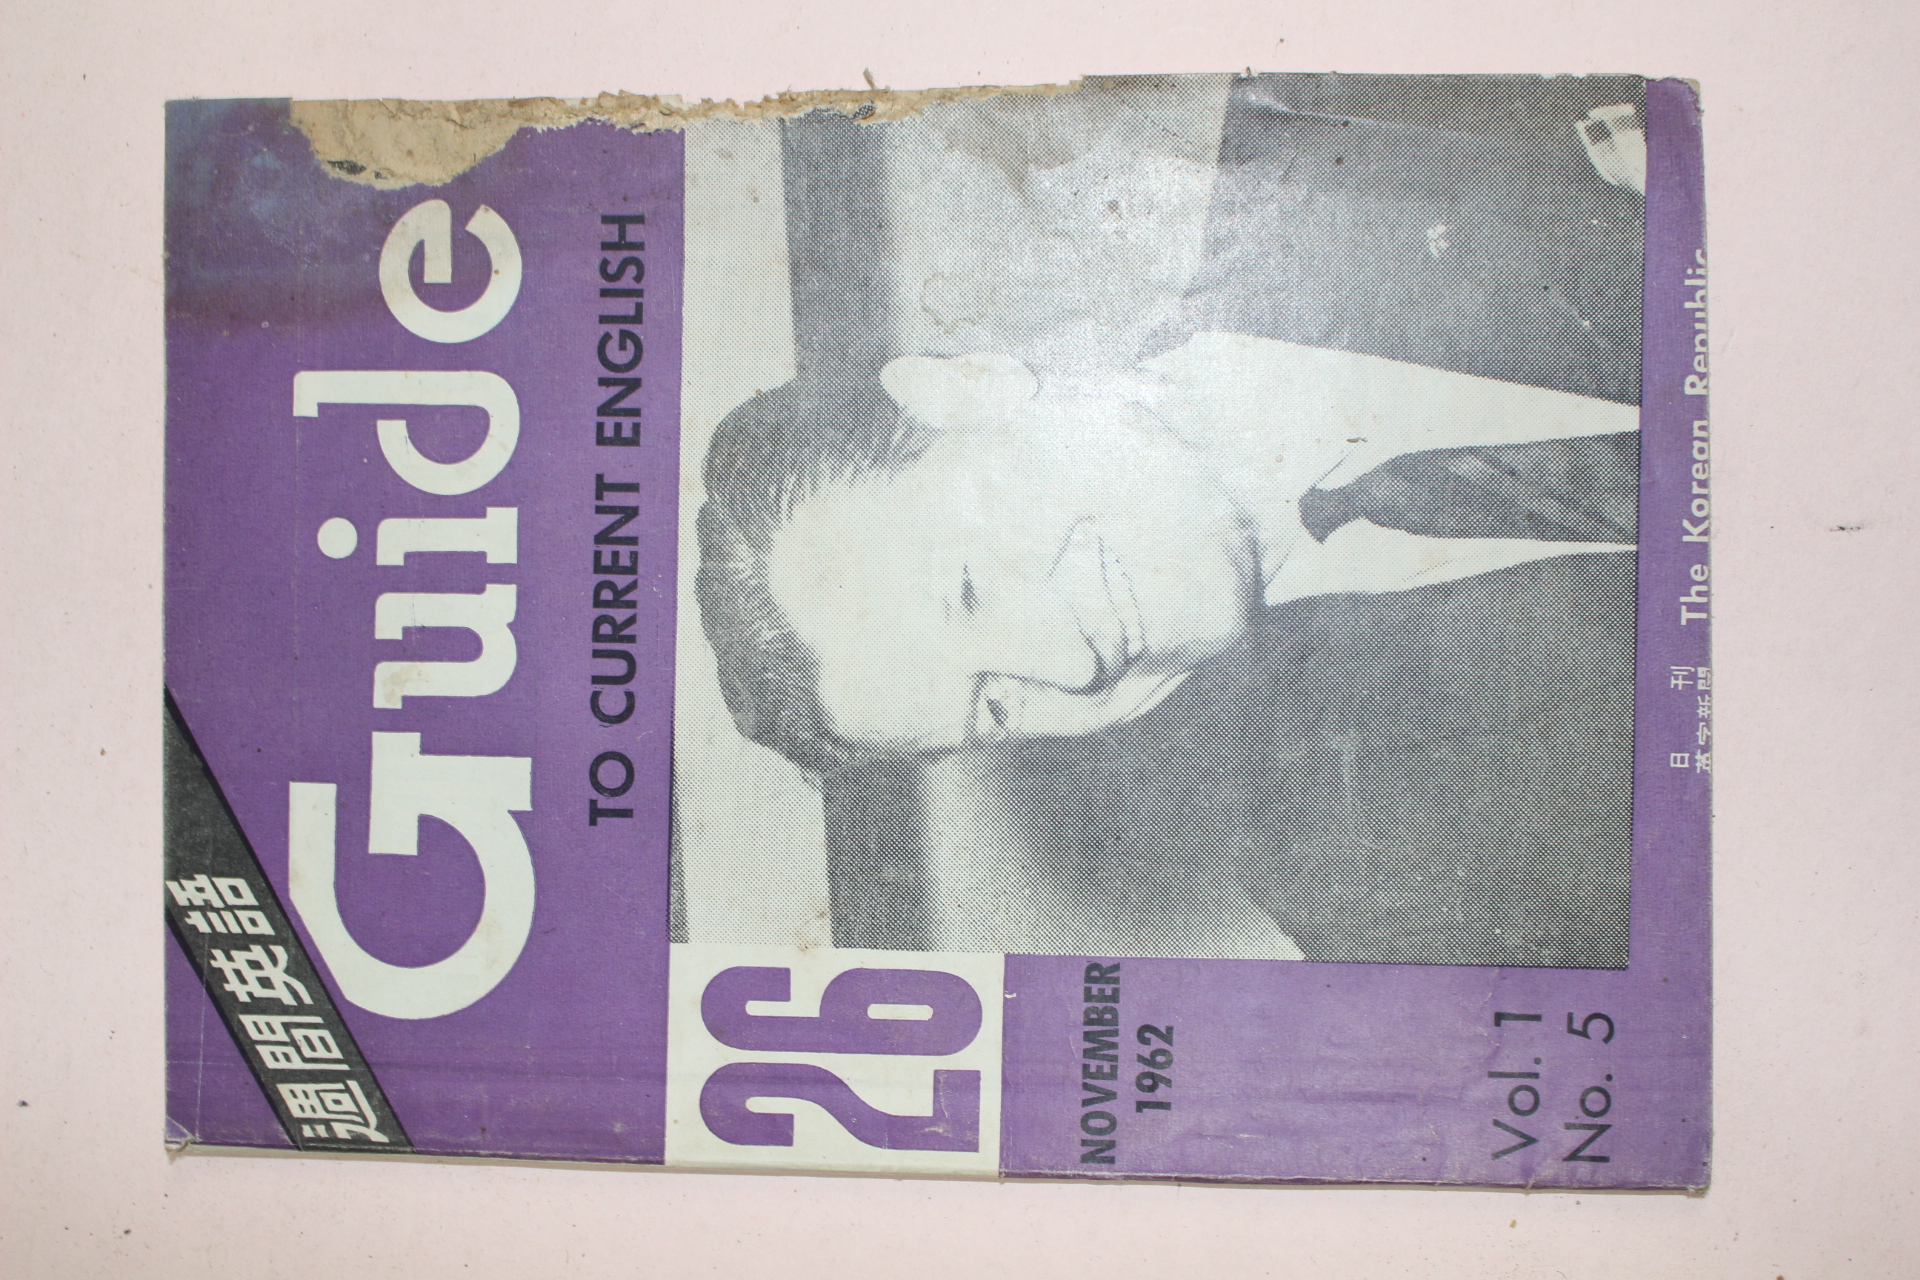 週間英語
Guide
TO CURRENT ENGLISH
26
NOVEMBER
1962
Vol. 1
No. 5
日刊
英字新聞 The Korean Republic